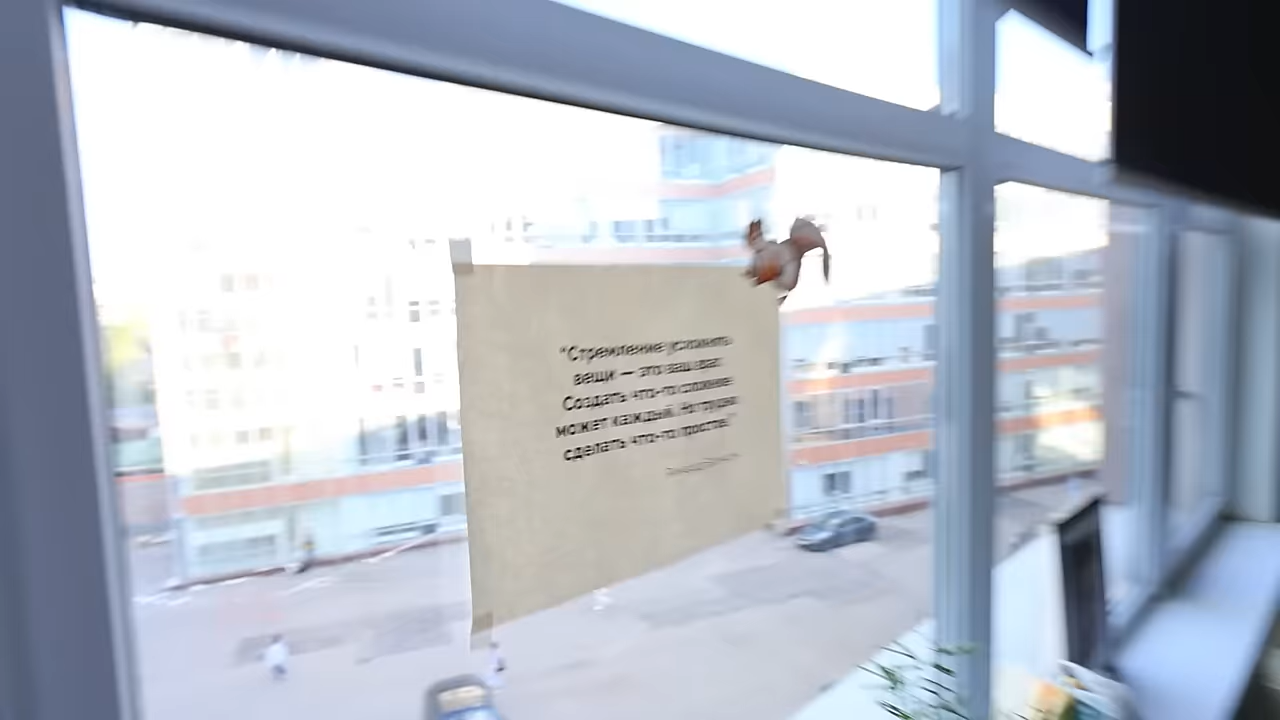 "Стремление усложнять
вещи — это ваш враг.
Создать что-то сложное
может каждый. Но трудно
сделать что-то простое"